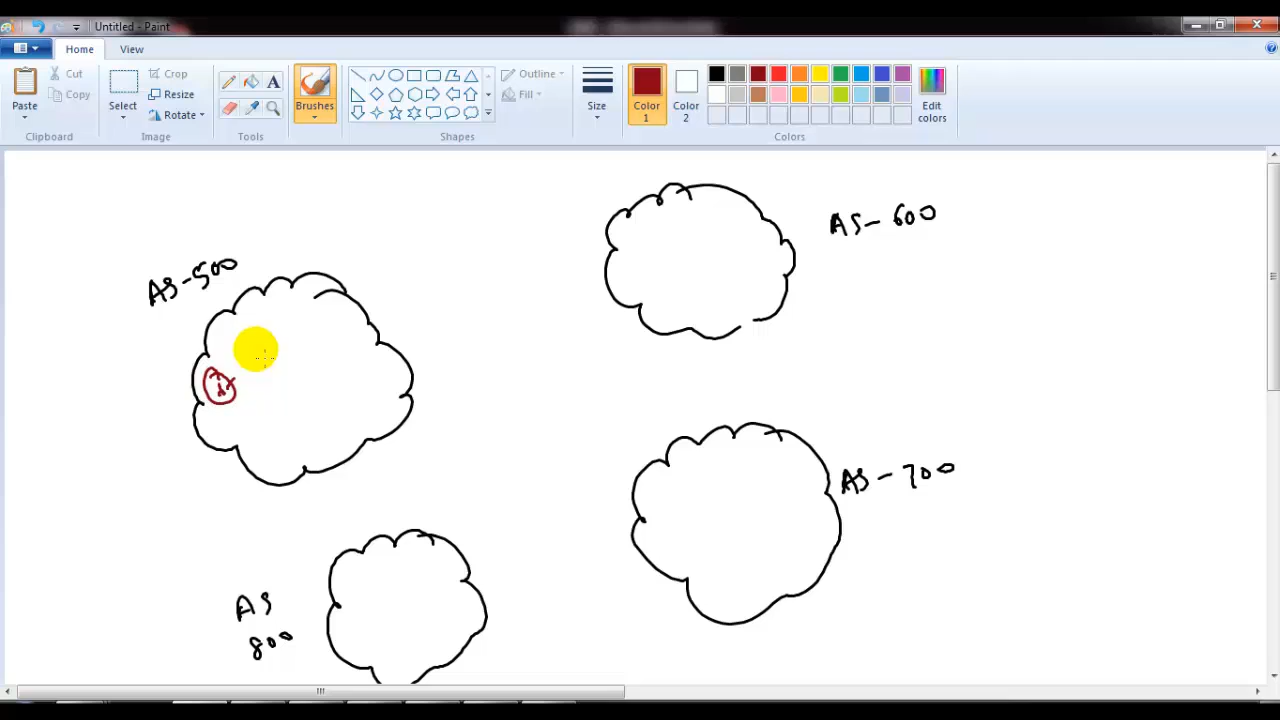 Untitled - Paint
Home View
Paste
Cut
Copy
Clipboard
Select
Crop
Resize
Rotate
Image
A
Tools
Brushes
Outline
Fill
Shapes
Size
Color 1
Color 2
Edit colors
Colors
AS-600
AS-500
AS-700
AS
800